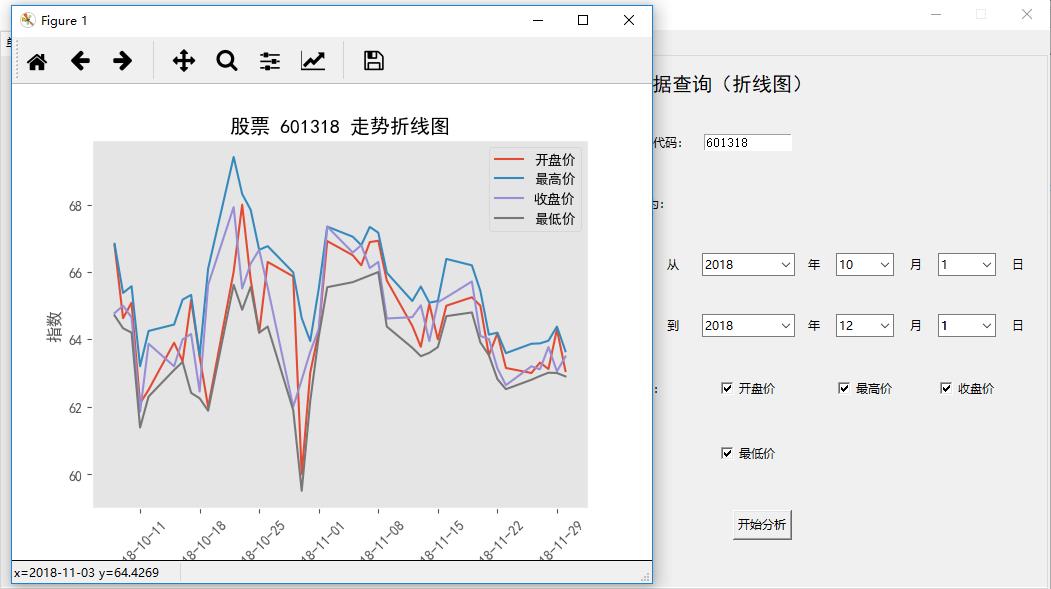 Figure 1
股票 601318 走势折线图
开盘价
最高价
收盘价
最低价
指数
68
66
64
62
60
18-10-11
18-10-18
18-10-25
18-11-01
18-11-08
18-11-15
18-11-22
18-11-29
x=2018-11-03 y=64.4269
据查询（折线图）
代码: 601318
从 2018 年 10 月 1 日
到 2018 年 12 月 1 日
开盘价 最高价 收盘价
最低价
开始分析